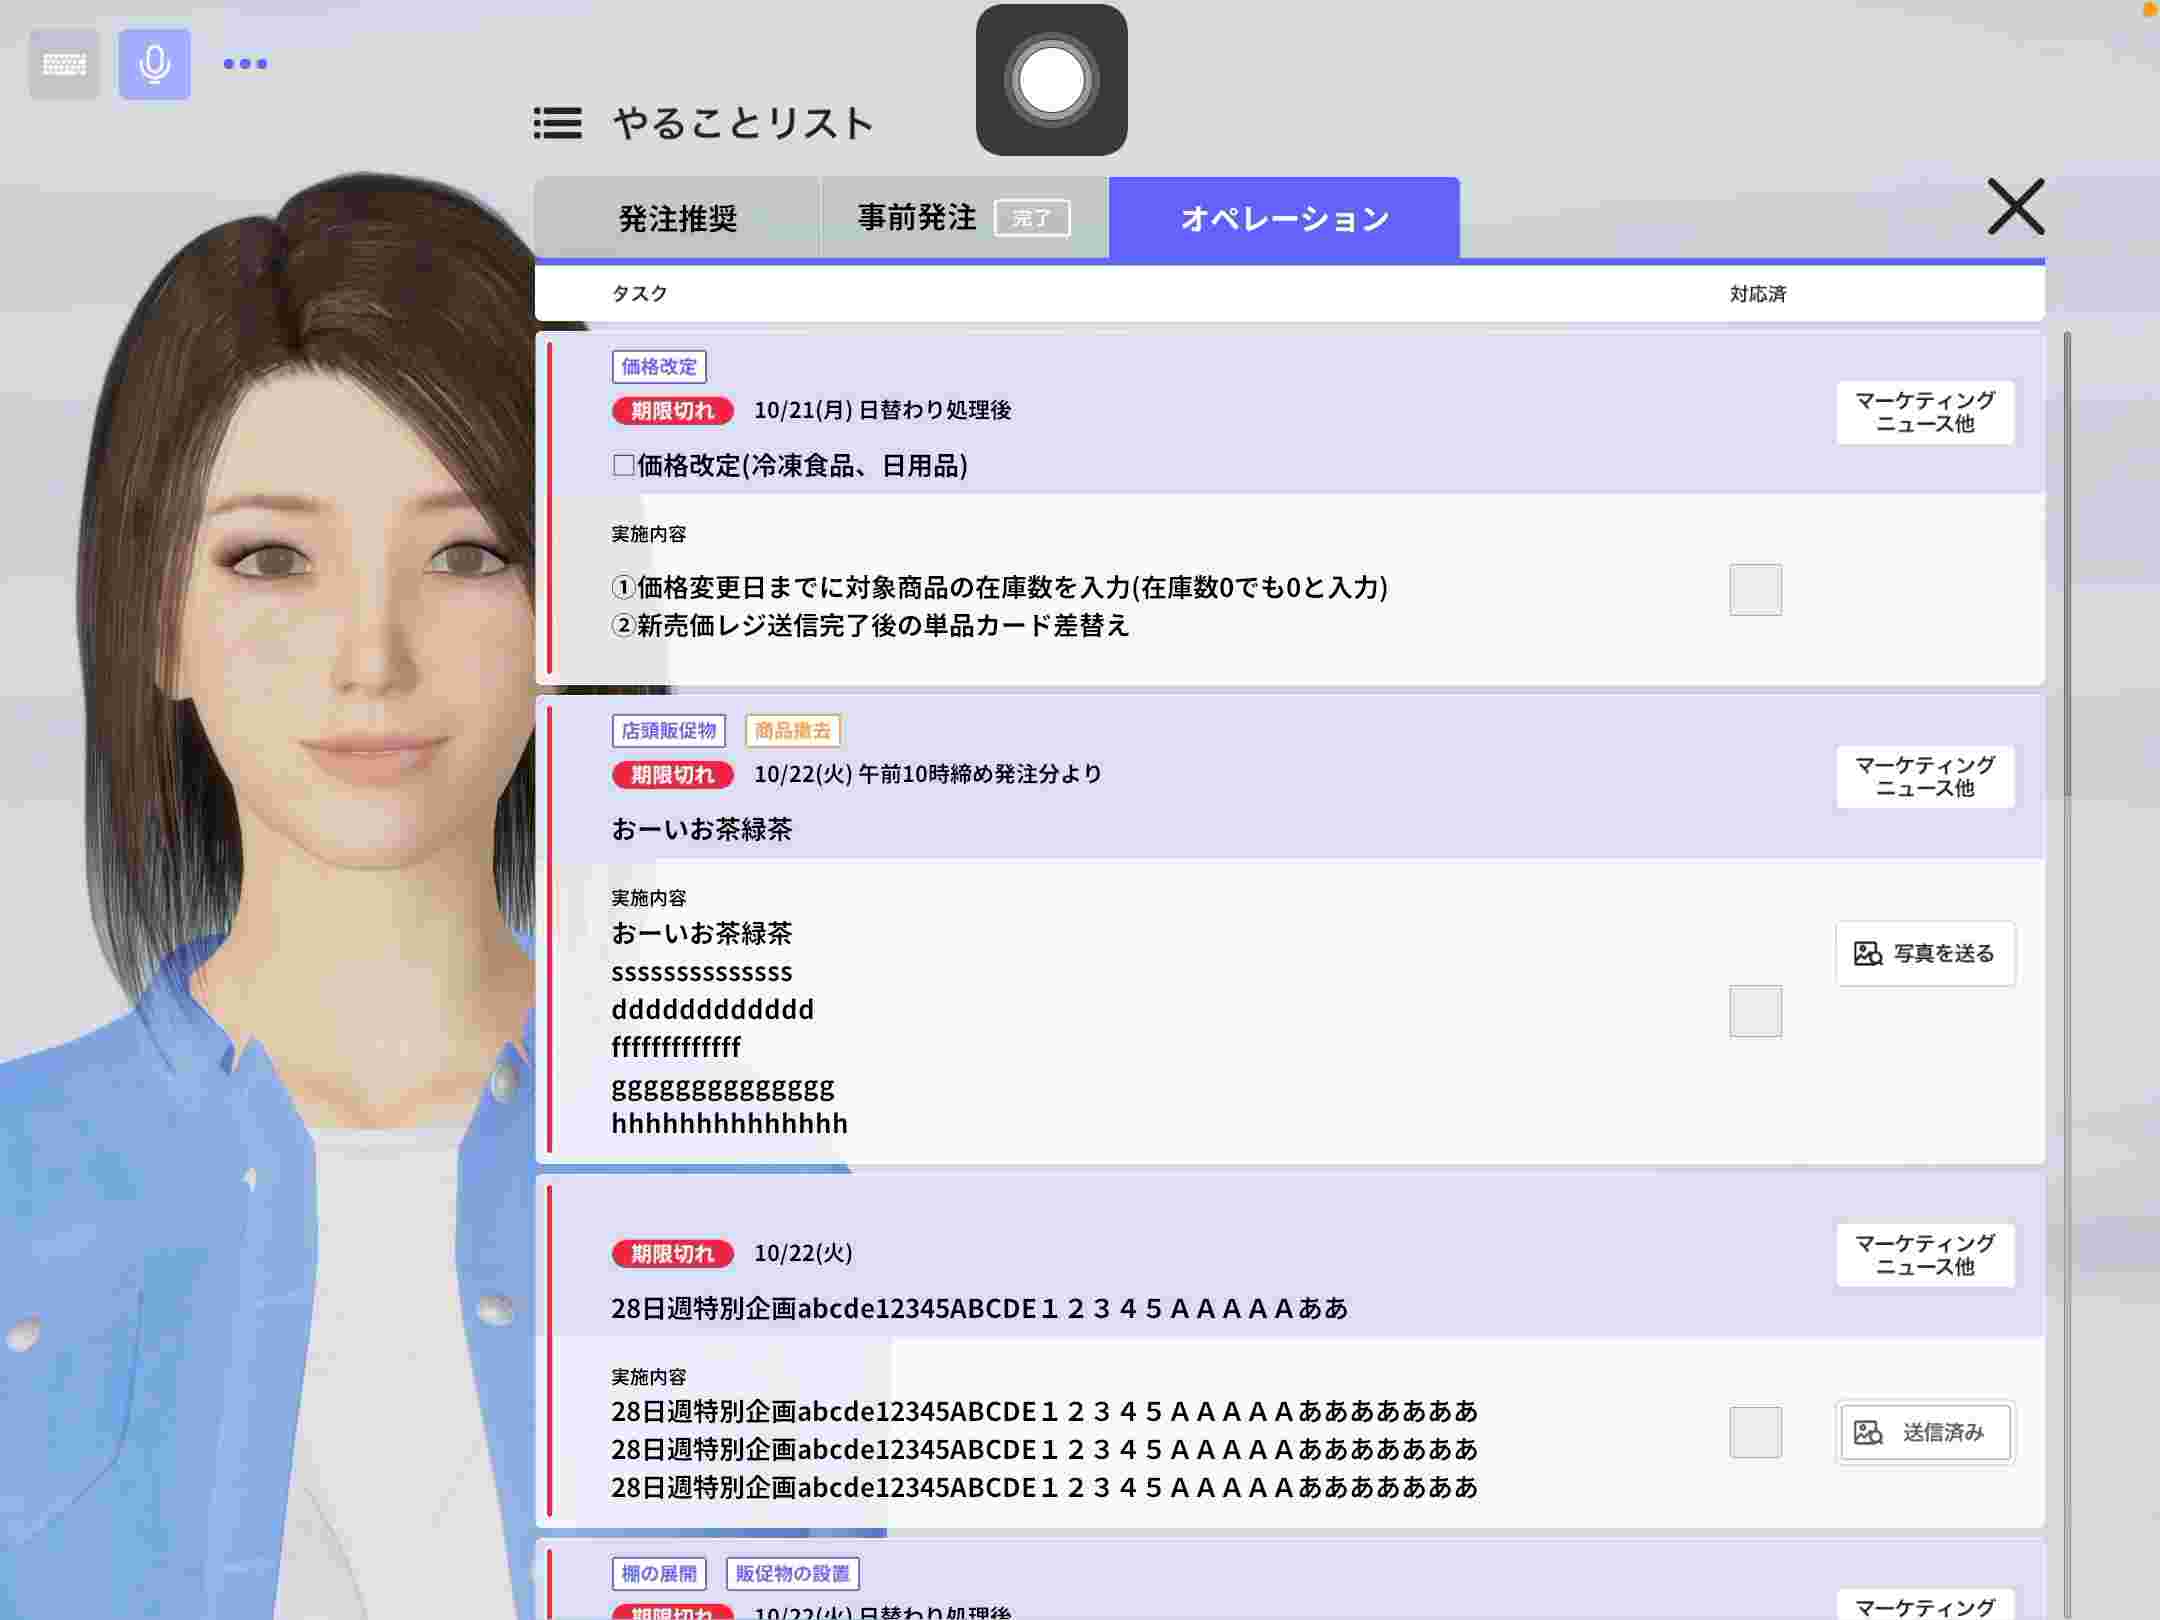 やることリスト
発注推奨
事前発注 完了
オペレーション
タスク 対応済
価格改定
期限切れ 10/21(月) 日替わり処理後
マーケティング
ニュース他
□価格改定(冷凍食品、日用品)
実施内容
①価格変更日までに対象商品の在庫数を入力(在庫数0でも0と入力)
②新売価レジ送信完了後の単品カード差替え
店頭販促物 商品撤去
期限切れ 10/22(火) 午前10時締め発注分より
マーケティング
ニュース他
おーいお茶緑茶
実施内容
おーいお茶緑茶
ssssssssssssss
ddddddddddddd
fffffffffffff
gggggggggggggg
hhhhhhhhhhhhhh
写真を送る
期限切れ 10/22(火)
マーケティング
ニュース他
28日週特別企画abcde12345ABCDE１２３４５ＡＡＡＡＡああ
実施内容
28日週特別企画abcde12345ABCDE１２３４５ＡＡＡＡＡあああああああ
28日週特別企画abcde12345ABCDE１２３４５ＡＡＡＡＡあああああああ
28日週特別企画abcde12345ABCDE１２３４５ＡＡＡＡＡあああああああ
送信済み
棚の展開 販促物の設置
期限切れ 10/22(火) 日替わり処理後
マーケティング